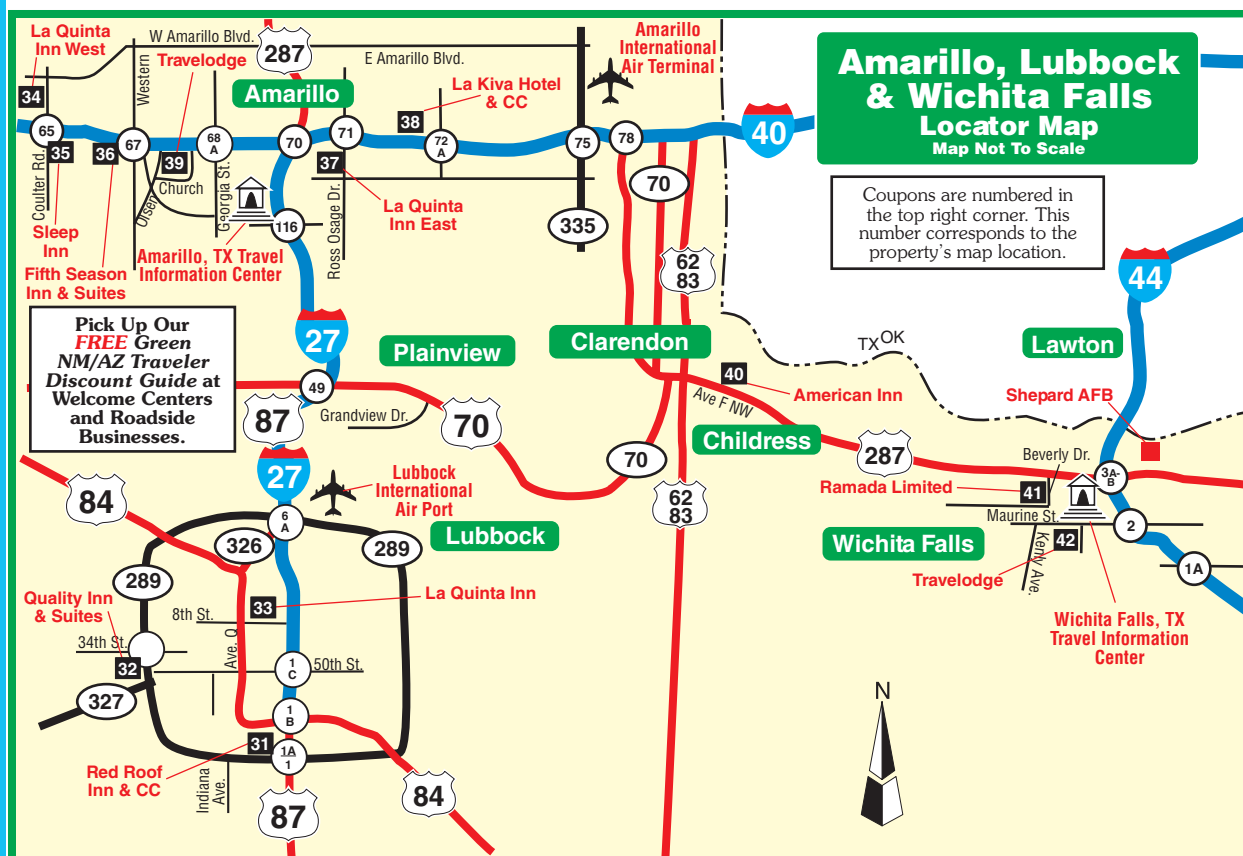 La Quinta
Inn West
W Amarillo Blvd.
Travelodge
Western
287
E Amarillo Blvd.
Amarillo
La Kiva Hotel
& CC
Amarillo
International
Air Terminal
Amarillo, Lubbock
& Wichita Falls
Locator Map
Map Not To Scale
34
65
35
36
67
39
68
A
70
71
37
38
72
A
75
78
40
Coulter Rd.
Olsen
Church
Georgia St.
116
Ross Osage Dr.
La Quinta
Inn East
335
70
62
83
Sleep
Inn
Fifth Season
Inn & Suites
Amarillo, TX Travel
Information Center
Coupons are numbered in
the top right corner. This
number corresponds to the
property's map location.
44
Pick Up Our
FREE Green
NM/AZ Traveler
Discount Guide at
Welcome Centers
and Roadside
Businesses.
27
Plainview
Clarendon
TX
OK
Lawton
49
87
Grandview Dr.
70
40
American Inn
Ave F NW
Shepard AFB
Childress
287
70
62
83
27
84
Lubbock
International
Air Port
6
A
326
289
Lubbock
Beverly Dr.
3A-
B
Ramada Limited
41
Maurine St.
2
Wichita Falls
42
Kenly Ave.
1A
Travelodge
Wichita Falls, TX
Travel Information
Center
289
Quality Inn
& Suites
8th St.
33
La Quinta Inn
34th St.
32
Ave. Q
1
C
50th St.
327
1
B
31
1A
1
Red Roof
Inn & CC
Indiana
Ave.
87
84
N